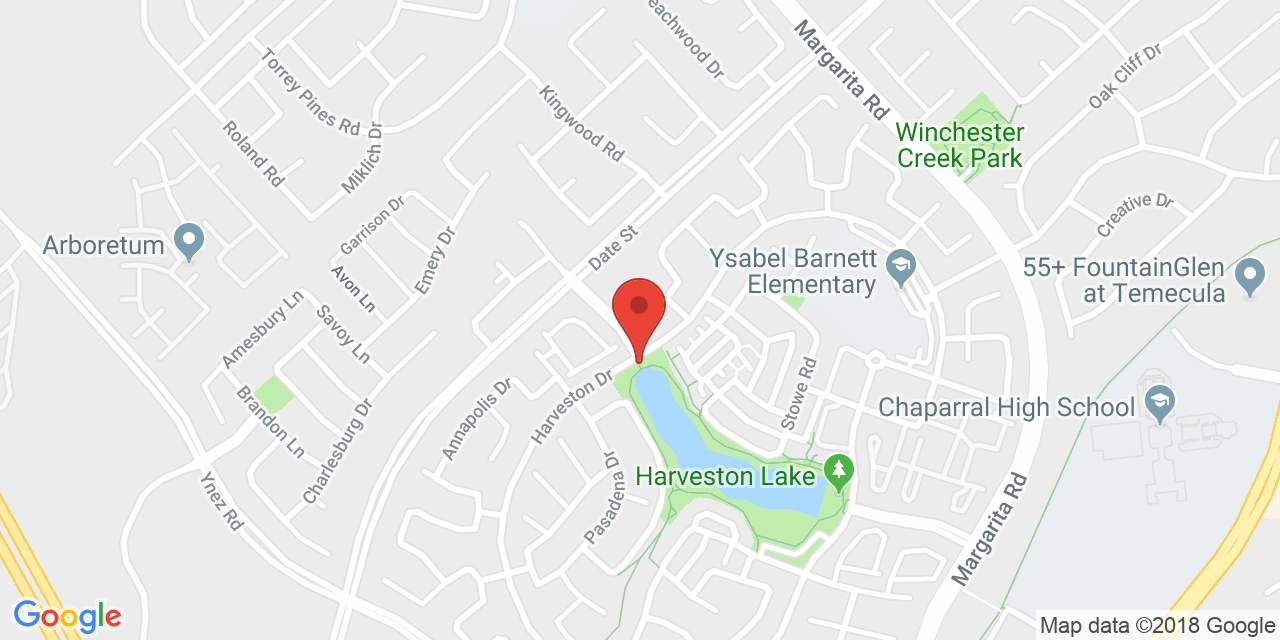 Beachwood Dr
Margarita Rd
Oak Cliff Dr
Torrey Pines Rd
Kingwood Rd
Miklich Dr
Roland Rd
Winchester
Creek Park
Garrison Dr
Creative Dr
Arboretum
Date St
Emery Dr
Avon Ln
Ysabel Barnett
Elementary
55+ FountainGlen
at Temecula
Amesbury Ln
Savoy Ln
Stowe Rd
Annapolis Dr
Harveston Dr
Brandon Ln
Charlesburg Dr
Chaparral High School
Harveston Lake
Pasadena Dr
Ynez Rd
Margarita Rd
Google
Map data ©2018 Google